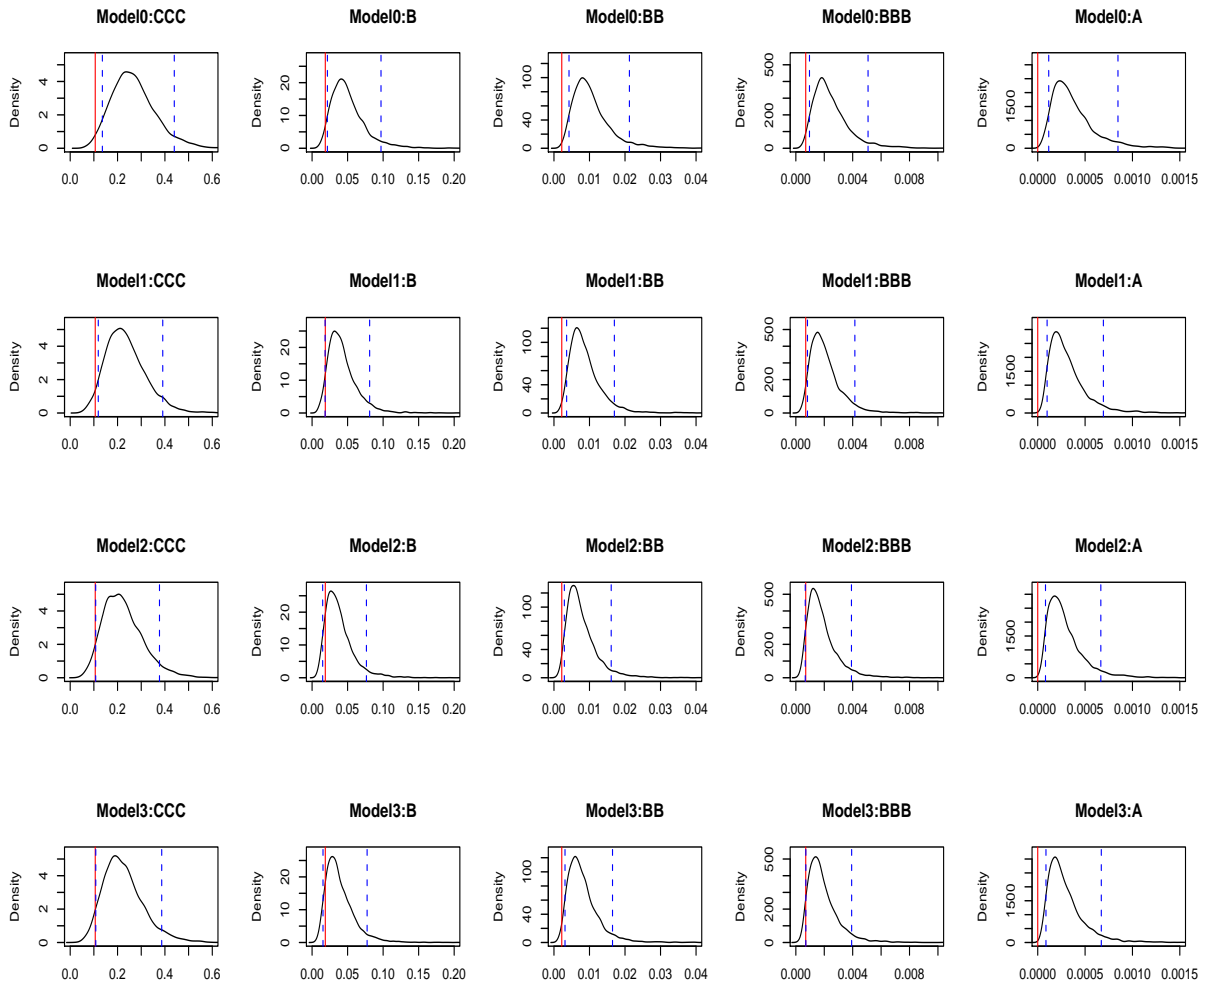 Model0:CCC Model0:B Model0:BB Model0:BBB Model0:A
Density 0 2 4
Density 0 10 20
Density 0 40 100
Density 0 200 500
Density 0 1500
0.0 0.2 0.4 0.6
0.00 0.05 0.10 0.15 0.20
0.00 0.01 0.02 0.03 0.04
0.000 0.004 0.008
0.0000 0.0005 0.0010 0.0015
Model1:CCC Model1:B Model1:BB Model1:BBB Model1:A
Density 0 2 4
Density 0 10 20
Density 0 40 100
Density 0 200 500
Density 0 1500
0.0 0.2 0.4 0.6
0.00 0.05 0.10 0.15 0.20
0.00 0.01 0.02 0.03 0.04
0.000 0.004 0.008
0.0000 0.0005 0.0010 0.0015
Model2:CCC Model2:B Model2:BB Model2:BBB Model2:A
Density 0 2 4
Density 0 10 20
Density 0 40 100
Density 0 200 500
Density 0 1500
0.0 0.2 0.4 0.6
0.00 0.05 0.10 0.15 0.20
0.00 0.01 0.02 0.03 0.04
0.000 0.004 0.008
0.0000 0.0005 0.0010 0.0015
Model3:CCC Model3:B Model3:BB Model3:BBB Model3:A
Density 0 2 4
Density 0 10 20
Density 0 40 100
Density 0 200 500
Density 0 1500
0.0 0.2 0.4 0.6
0.00 0.05 0.10 0.15 0.20
0.00 0.01 0.02 0.03 0.04
0.000 0.004 0.008
0.0000 0.0005 0.0010 0.0015